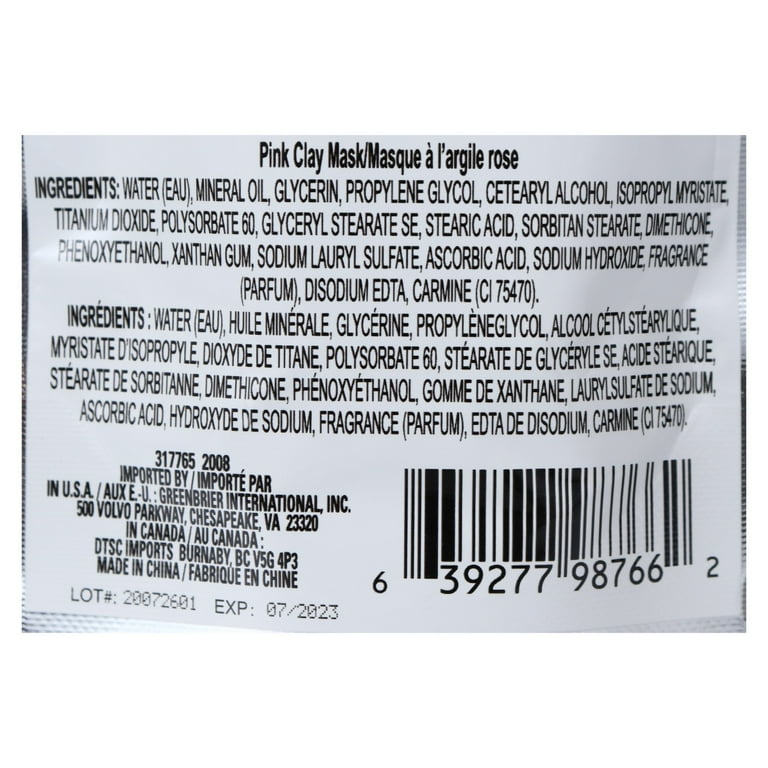 Pink Clay Mask/Masque à l'argile rose
INGREDIENTS: WATER (EAU), MINERAL OIL, GLYCERIN, PROPYLENE GLYCOL, CETEARYL ALCOHOL, ISOPROPYL MYRISTATE,
TITANIUM DIOXIDE, POLYSORBATE 60, GLYCERYL STEARATE SE, STEARIC ACID, SORBITAN STEARATE, DIMETHICONE,
PHENOXYETHANOL, XANTHAN GUM, SODIUM LAURYL SULFATE, ASCORBIC ACID, SODIUM HYDROXIDE, FRAGRANCE
(PARFUM), DISODIUM EDTA, CARMINE (CI 75470).
INGRÉDIENTS : WATER (EAU), HUILE MINÉRALE, GLYCÉRINE, PROPYLÈNEGLYCOL, ALCOOL CÉTYLSTÉARYLIQUE,
MYRISTATE D'ISOPROPYLE, DIOXYDE DE TITANE, POLYSORBATE 60, STÉARATE DE GLYCÉRYLE SE, ACIDE STÉARIQUE,
STÉARATE DE SORBITANNE, DIMETHICONE, PHÉNOXYÉTHANOL, GOMME DE XANTHANE, LAURYLSULFATE DE SODIUM,
ASCORBIC ACID, HYDROXYDE DE SODIUM, FRAGRANCE (PARFUM), EDTA DE DISODIUM, CARMINE (CI 75470).
317765 2008
IMPORTED BY / IMPORTÉ PAR
IN U.S.A. / AUX É.-U. : GREENBRIER INTERNATIONAL, INC.
500 VOLVO PARKWAY, CHESAPEAKE, VA 23320
IN CANADA / AU CANADA :
DTSC IMPORTS BURNABY, BC V5G 4P3
MADE IN CHINA / FABRIQUÉ EN CHINE
LOT#: 20072601 EXP: 07/2023
6 39277 98766 2